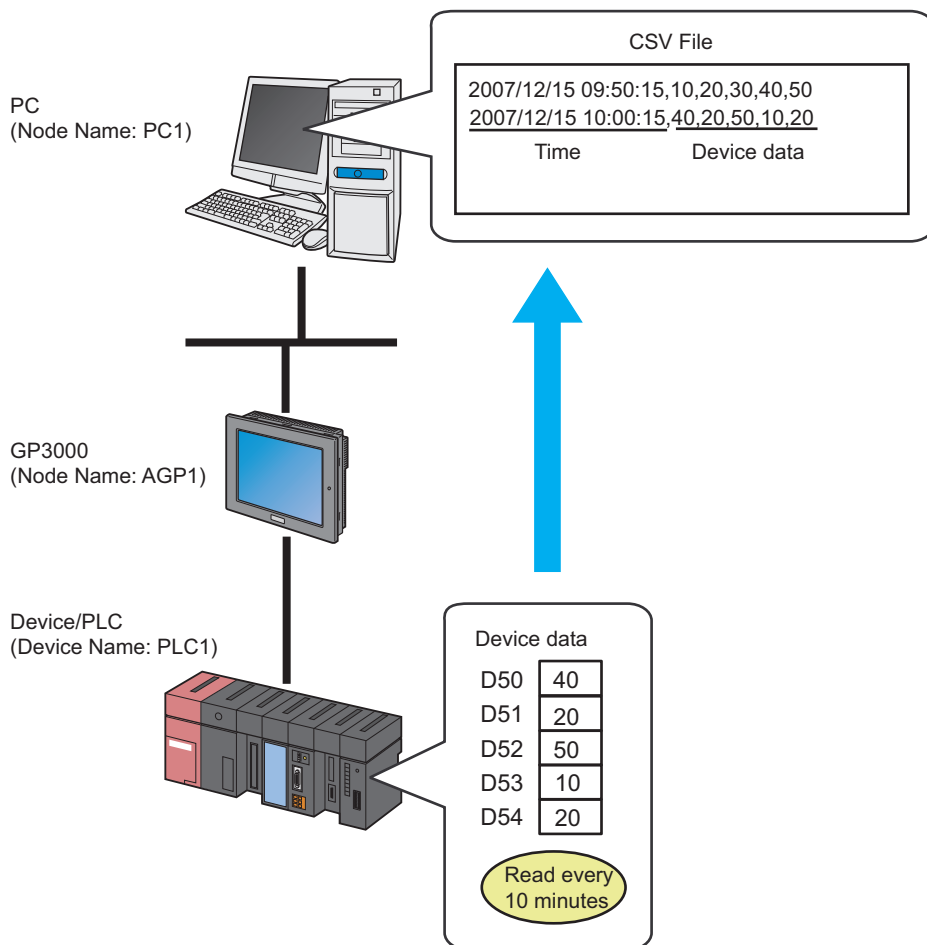 CSV File
2007/12/15 09:50:15,10,20,30,40,50
2007/12/15 10:00:15,40,20,50,10,20
Time
Device data
PC
(Node Name: PC1)
GP3000
(Node Name: AGP1)
Device/PLC
(Device Name: PLC1)
Device data
D50 40
D51 20
D52 50
D53 10
D54 20
Read every
10 minutes